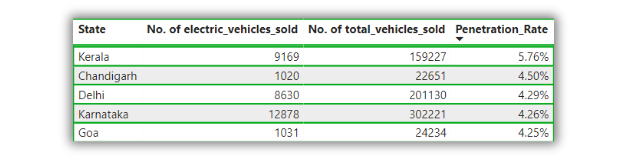 State No. of electric_vehicles_sold No. of total_vehicles_sold Penetration_Rate
Kerala 9169 159227 5.76%
Chandigarh 1020 22651 4.50%
Delhi 8630 201130 4.29%
Karnataka 12878 302221 4.26%
Goa 1031 24234 4.25%